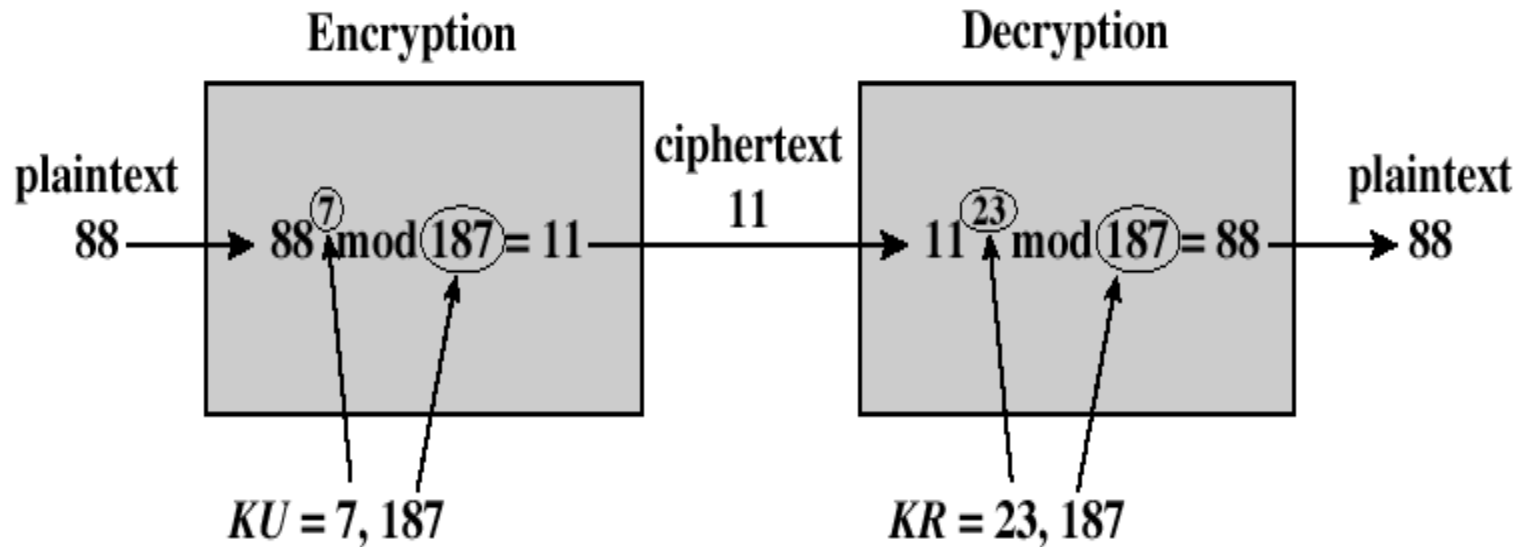 Encryption
Decryption
plaintext
88
88^7 mod 187 = 11
ciphertext
11
11^23 mod 187 = 88
plaintext
88
KU = 7, 187
KR = 23, 187